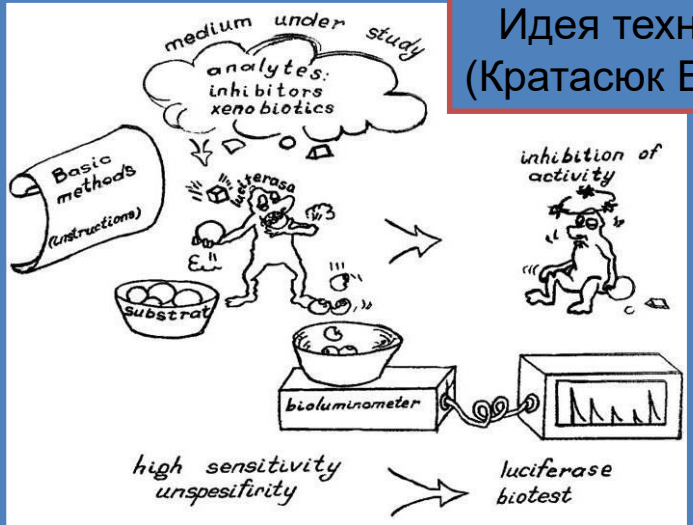 Идея техн
(Кратасюк В
medium under study
analytes:
inhibitors
xenobiotics
Basic
methods
(instructions)
luciferasa
inhibition of
activity
substrat
bioluminometer
high sensitivity
unspesifirity
luciferase
biotest